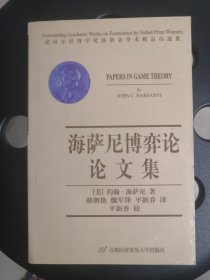 Outstanding Academic Works on Economics by Nobel Prize Winners
诺贝尔经济学奖获奖者学术精品自选集
PAPERS IN GAME THEORY
by
JOHN C. HARSANYI
海萨尼博弈论
论文集
[美] 约翰·海萨尼 著
郝朝艳 魏军锋 平新乔 译
平新乔 校
首都经济贸易大学出版社